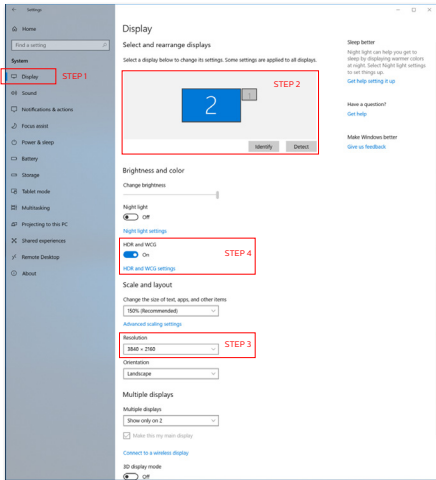 Settings
Home
Find a setting
System
Display
STEP 1
Sound
Notifications & actions
Focus assist
Power & sleep
Battery
Storage
Tablet mode
Multitasking
Projecting to this PC
Shared experiences
Remote Desktop
About
Display
Select and rearrange displays
Select a display below to change its settings. Some settings are applied to all displays.
STEP 2
2
1
Identify
Detect
Brightness and color
Change brightness
Night light
Off
Night light settings
HDR and WCG
On
STEP 4
HDR and WCG settings
Scale and layout
Change the size of text, apps, and other items
150% (Recommended)
Advanced scaling settings
Resolution
3840 × 2160
STEP 3
Orientation
Landscape
Multiple displays
Multiple displays
Show only on 2
Make this my main display
Connect to a wireless display
3D display mode
Off
Sleep better
Night light can help you get to
sleep by displaying warmer colors
at night. Select Night light settings
to set things up.
Get help setting it up
Have a question?
Get help
Make Windows better
Give us feedback